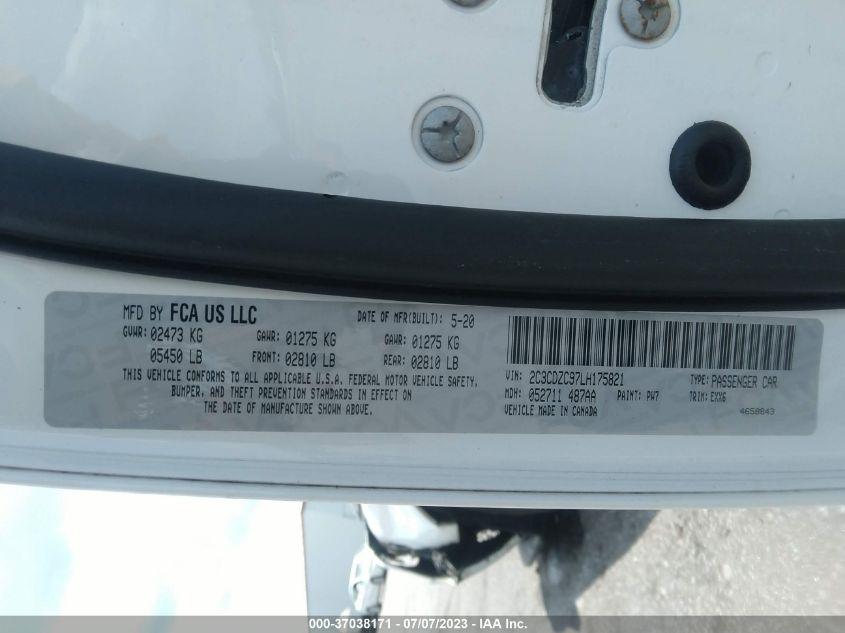 MFD BY FCA US LLC
DATE OF MFR(BUILT): 5-20
GVWR: 02473 KG GAWR: 01275 KG GAWR: 01275 KG
05450 LB FRONT: 02810 LB REAR: 02810 LB
THIS VEHICLE CONFORMS TO ALL APPLICABLE U.S.A. FEDERAL MOTOR VEHICLE SAFETY,
BUMPER, AND THEFT PREVENTION STANDARDS IN EFFECT ON
THE DATE OF MANUFACTURE SHOWN ABOVE.
VIN: 2C3CDZC97LH175821 TYPE: PASSENGER CAR
MDH: 052711 487AA PAINT: PW7 TRIM: EXX6
VEHICLE MADE IN CANADA 4658843
000-37038171 - 07/07/2023 - IAA Inc.